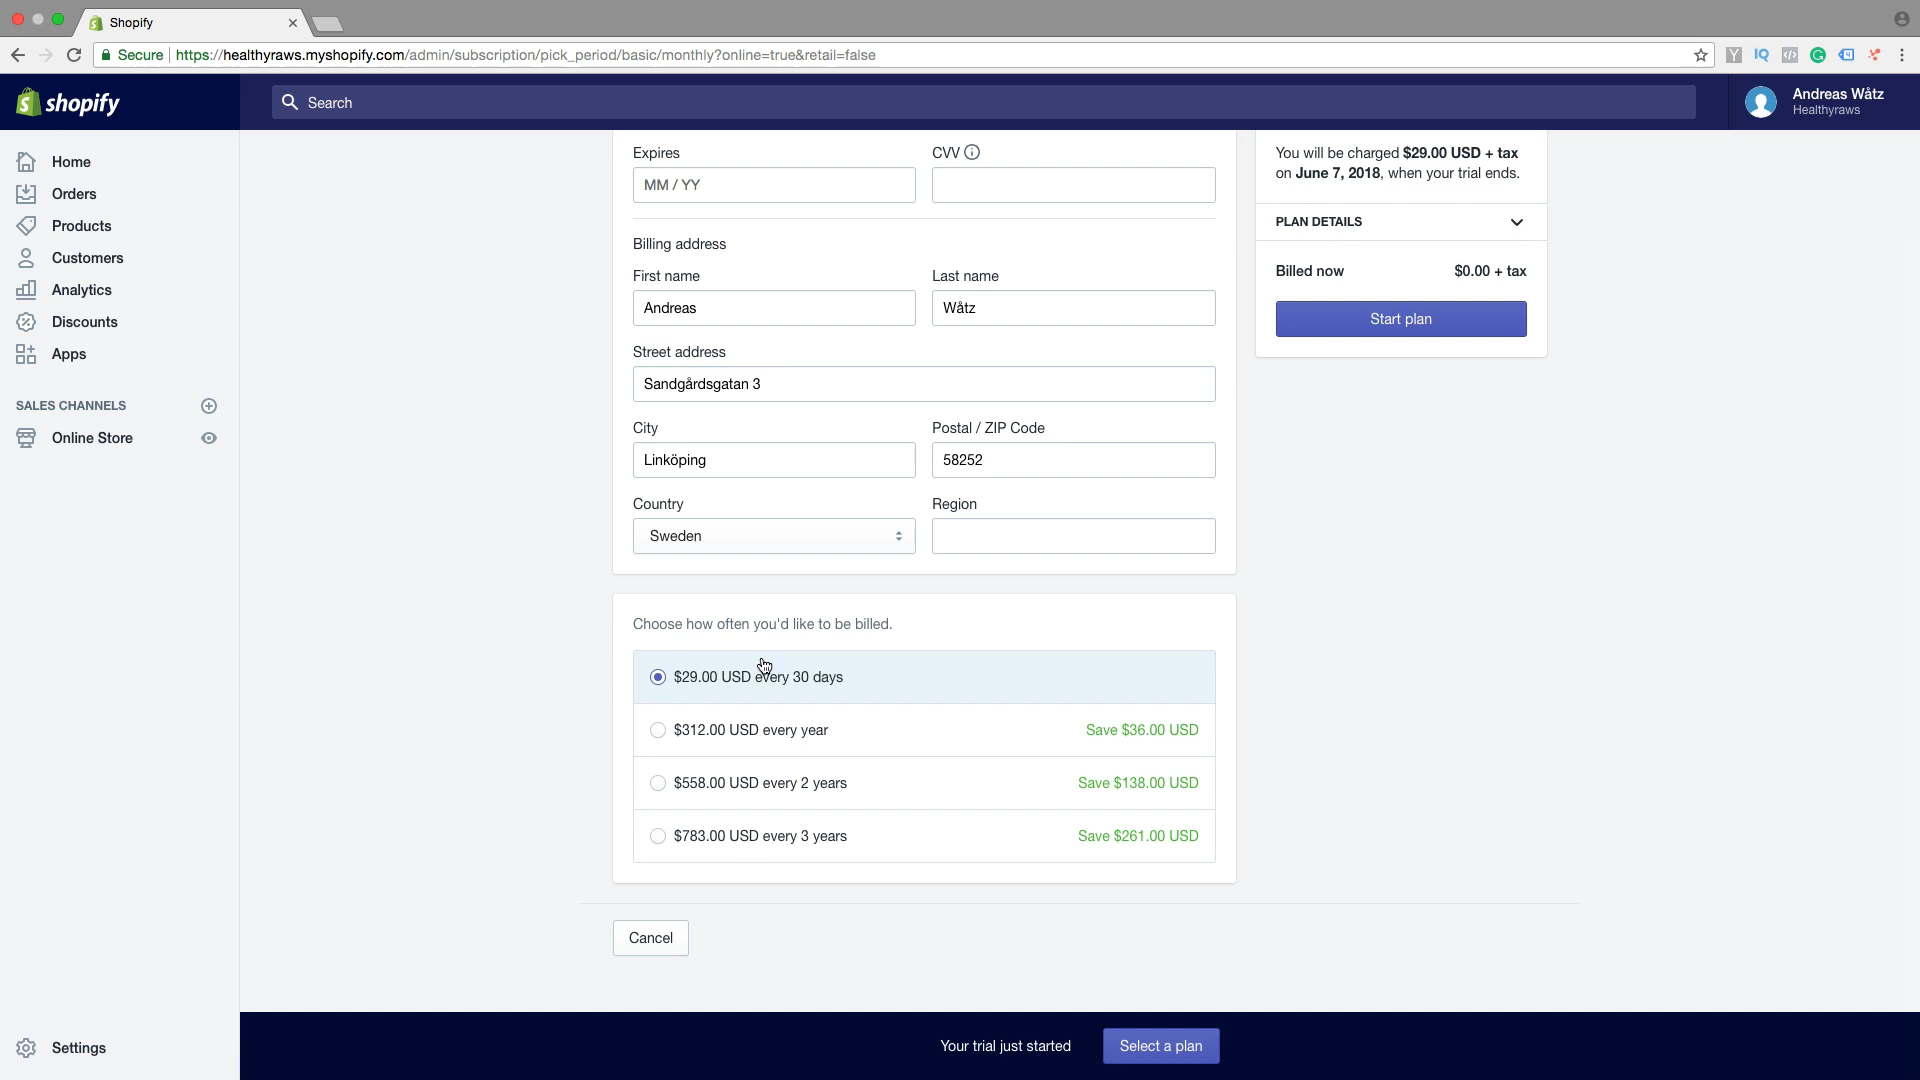 Shopify
Secure https://healthyraws.myshopify.com/admin/subscription/pick_period/basic/monthly?online=true&retail=false
shopify
Search
Andreas Wåtz
Healthyraws
Home
Orders
Products
Customers
Analytics
Discounts
Apps
SALES CHANNELS
Online Store
Settings
Expires
CVV
MM / YY
Billing address
First name
Last name
Andreas
Wåtz
Street address
Sandgårdsgatan 3
City
Postal / ZIP Code
Linköping
58252
Country
Region
Sweden
Choose how often you'd like to be billed.
$29.00 USD every 30 days
$312.00 USD every year
Save $36.00 USD
$558.00 USD every 2 years
Save $138.00 USD
$783.00 USD every 3 years
Save $261.00 USD
Cancel
You will be charged $29.00 USD + tax
on June 7, 2018, when your trial ends.
PLAN DETAILS
Billed now
$0.00 + tax
Start plan
Your trial just started
Select a plan